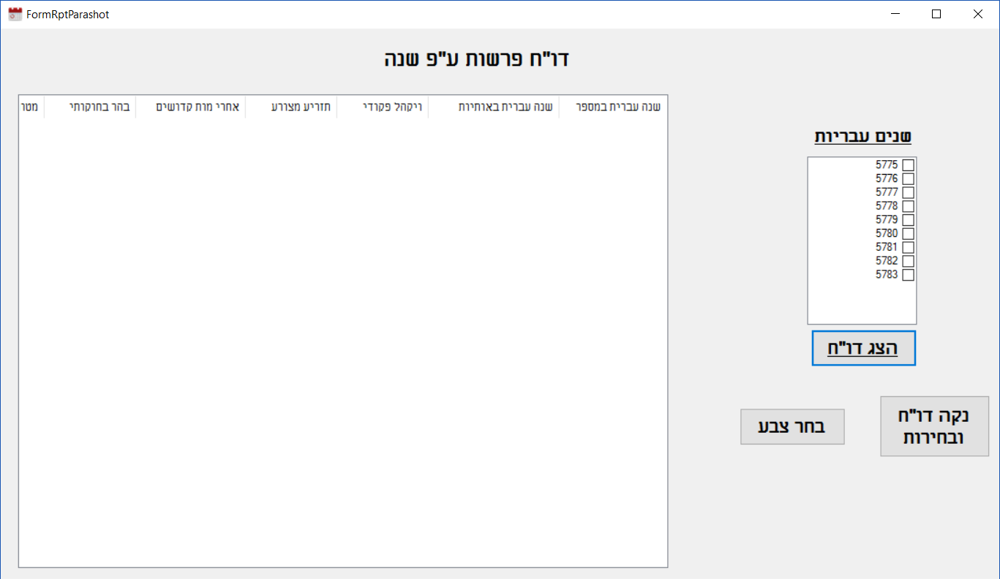 FormRptParashot
דו"ח פרשות ע"פ שנה
שנה עברית במספר שנה עברית באותיות ויקהל פקודי תזריע מצורע אחרי מות קדושים בהר בחוקותי מטו
שנים עבריות
5775
5776
5777
5778
5779
5780
5781
5782
5783
הצג דו"ח
נקה דו"ח
ובחירות
בחר צבע